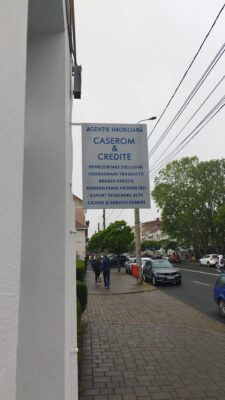 AGENȚIE IMOBILIARĂ
CASEROM
&
CREDITE
REPREZENTARE EXCLUSIVĂ
COORDONARE TRANZACȚII
BROKER CREDITE
ADMINISTRARE PROPRIETĂȚI
SUPORT ÎNTOCMIRE ACTE
CAZARE ȘI SERVICII CONEXE